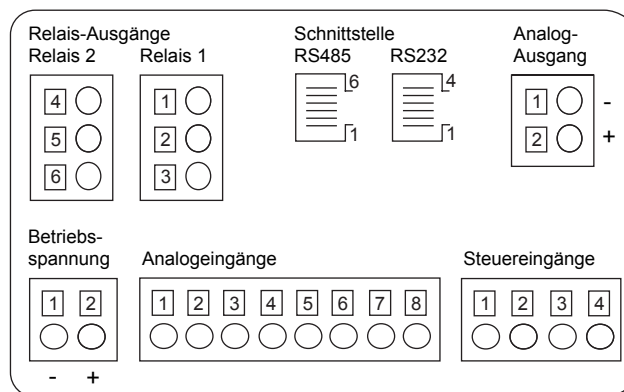 Relais-Ausgänge
Relais 2 Relais 1
4 1
5 2
6 3
Schnittstelle
RS485 RS232
6 4
1 1
Analog-
Ausgang
1 -
2 +
Betriebs-
spannung
1 2
- +
Analogeingänge
1 2 3 4 5 6 7 8
Steuereingänge
1 2 3 4